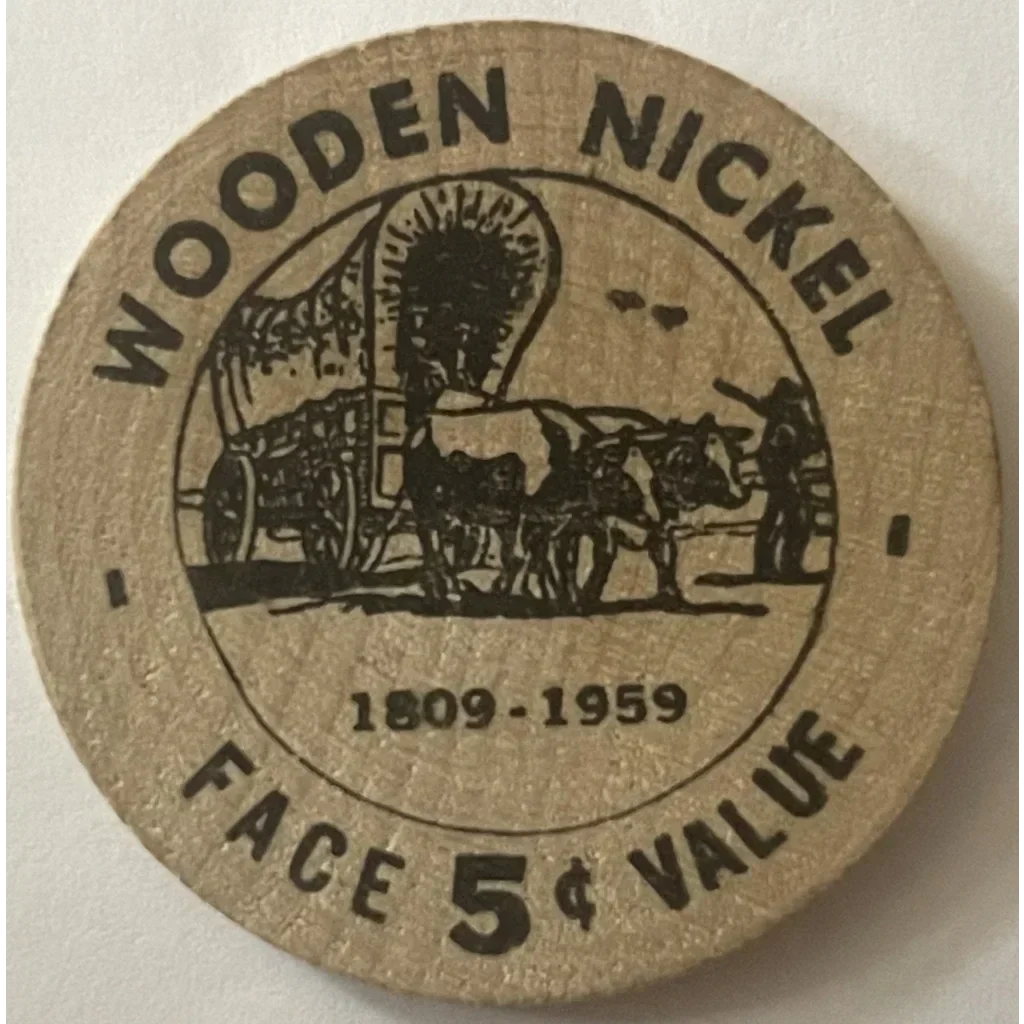 WOODEN NICKEL
1809-1959
FACE 5¢ VALUE